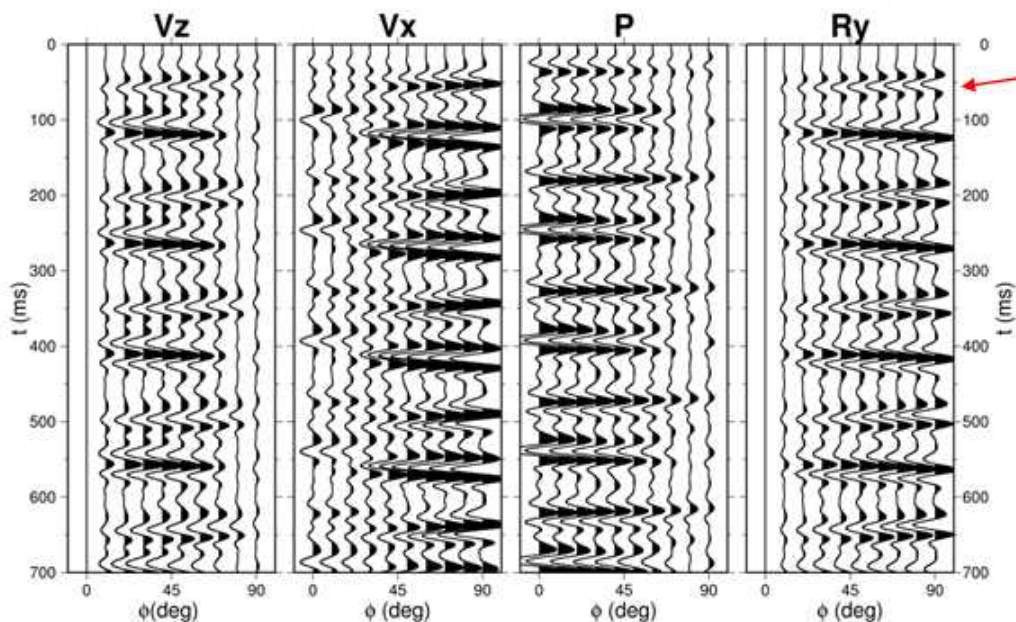 Vz Vx P Ry
0 0
100 100
200 200
300 300
t (ms) t (ms)
400 400
500 500
600 600
700 700
0 45 90 0 45 90 0 45 90 0 45 90
ϕ(deg) ϕ (deg) ϕ (deg) ϕ (deg)